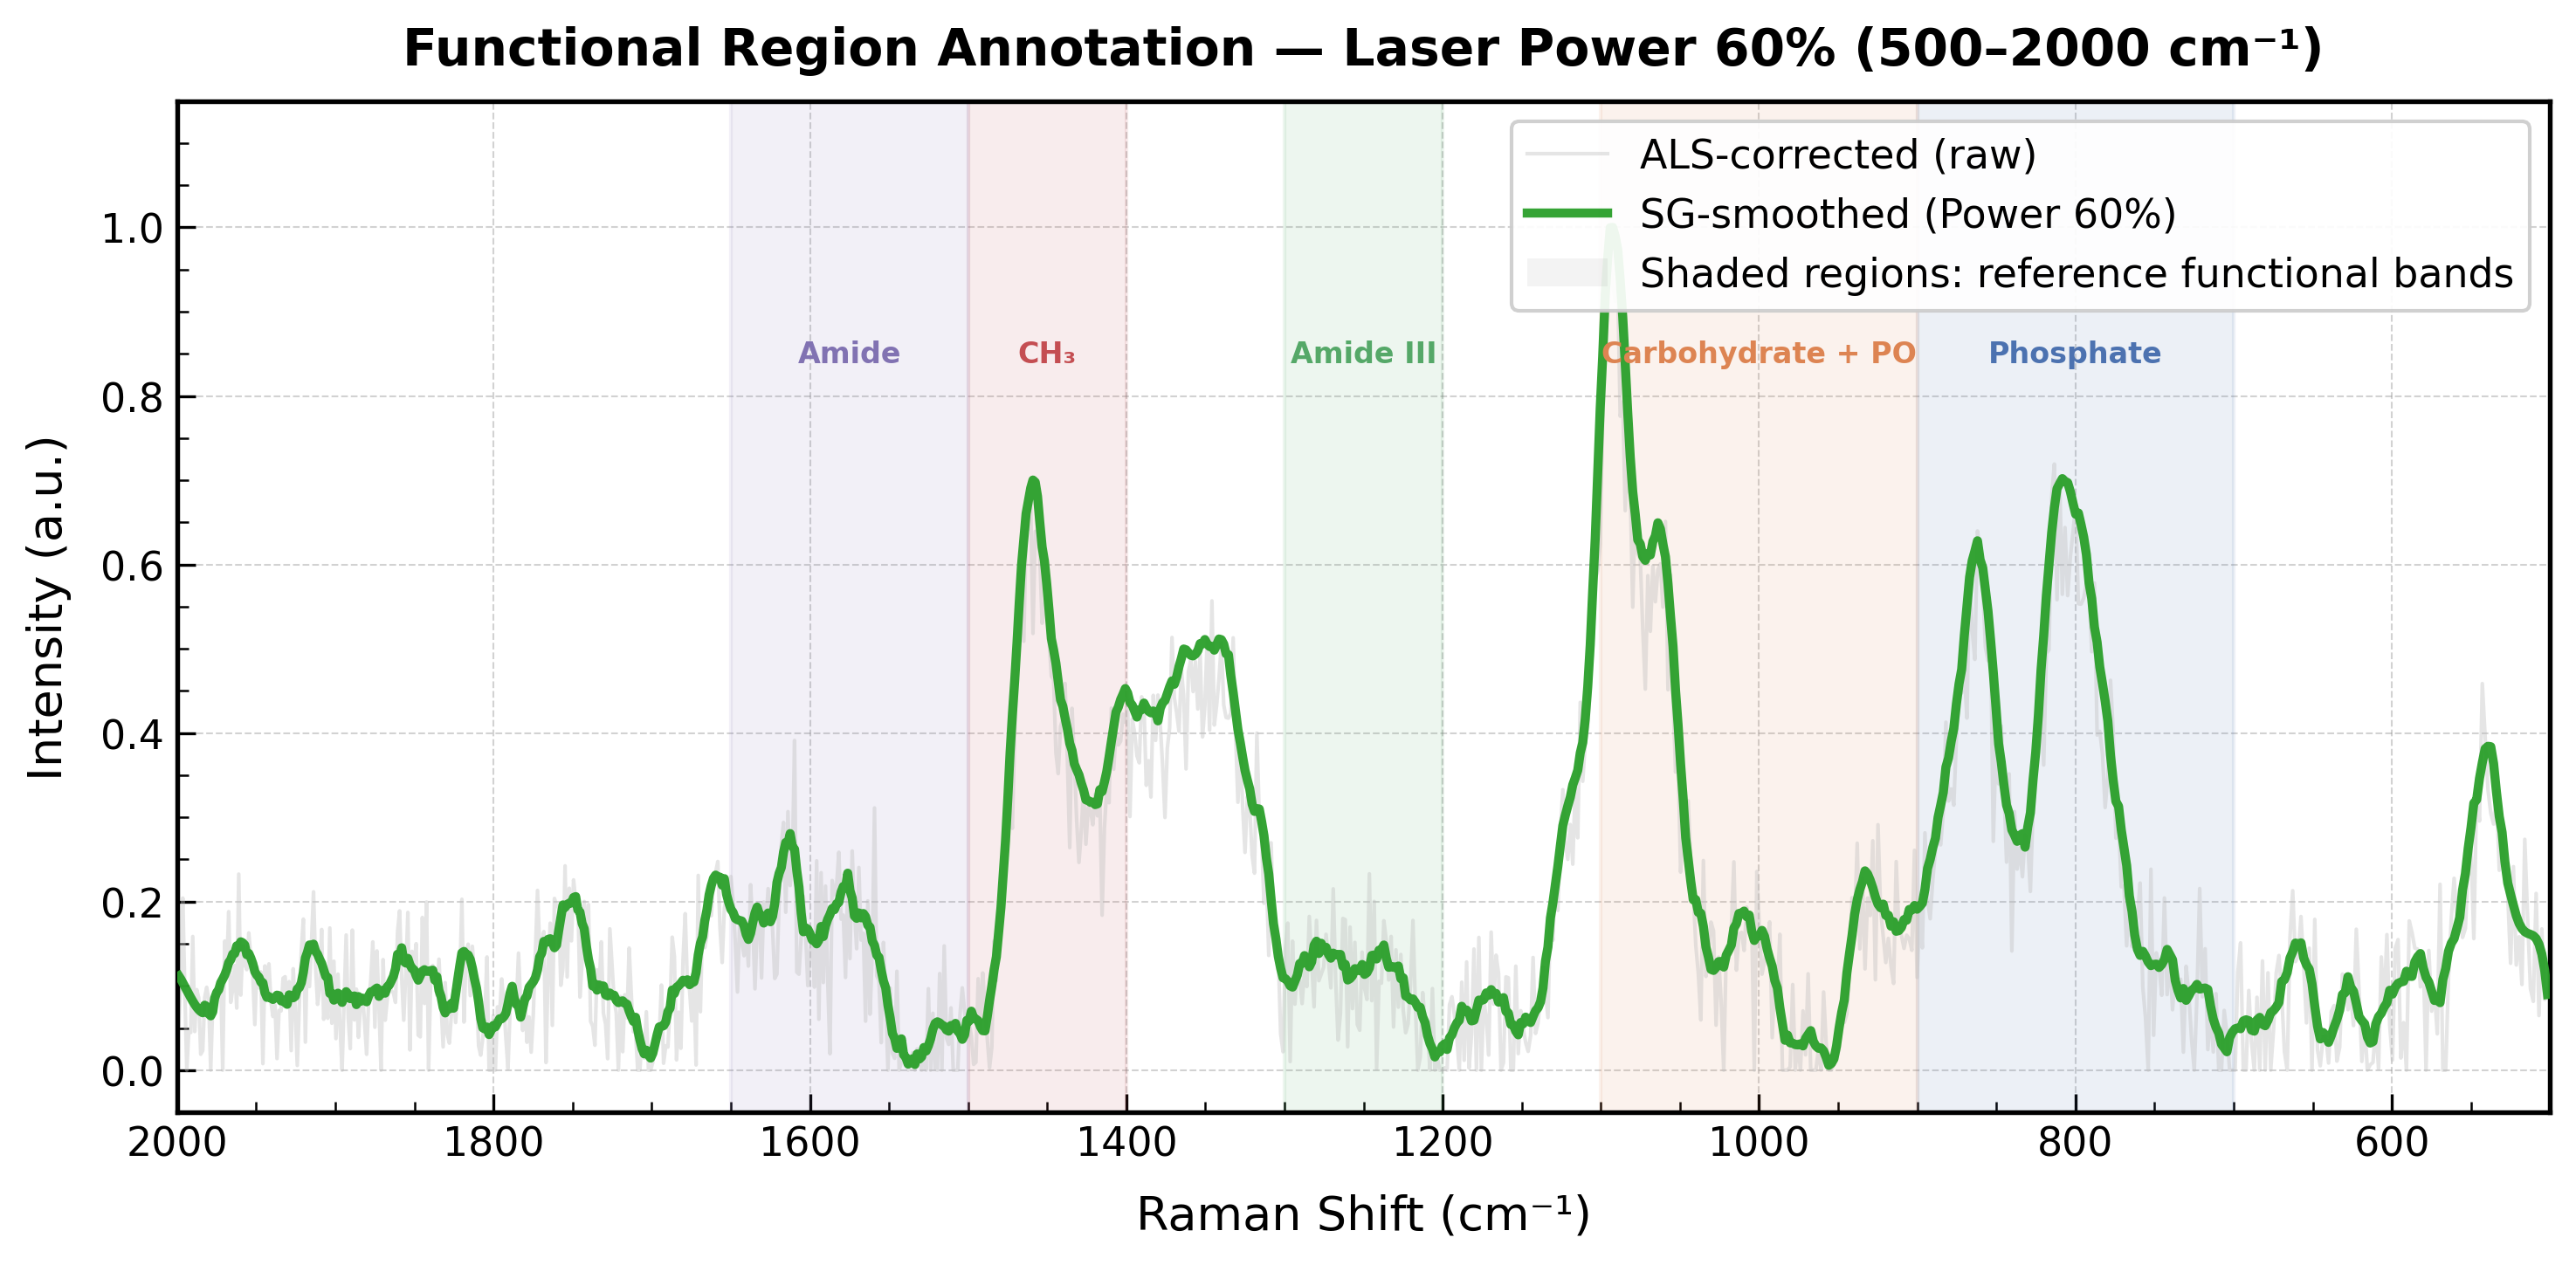 Functional Region Annotation — Laser Power 60% (500–2000 cm⁻¹)
ALS-corrected (raw)
SG-smoothed (Power 60%)
Shaded regions: reference functional bands
Amide
CH₃
Amide III
Carbohydrate + PO
Phosphate
Intensity (a.u.)
1.0
0.8
0.6
0.4
0.2
0.0
2000 1800 1600 1400 1200 1000 800 600
Raman Shift (cm⁻¹)